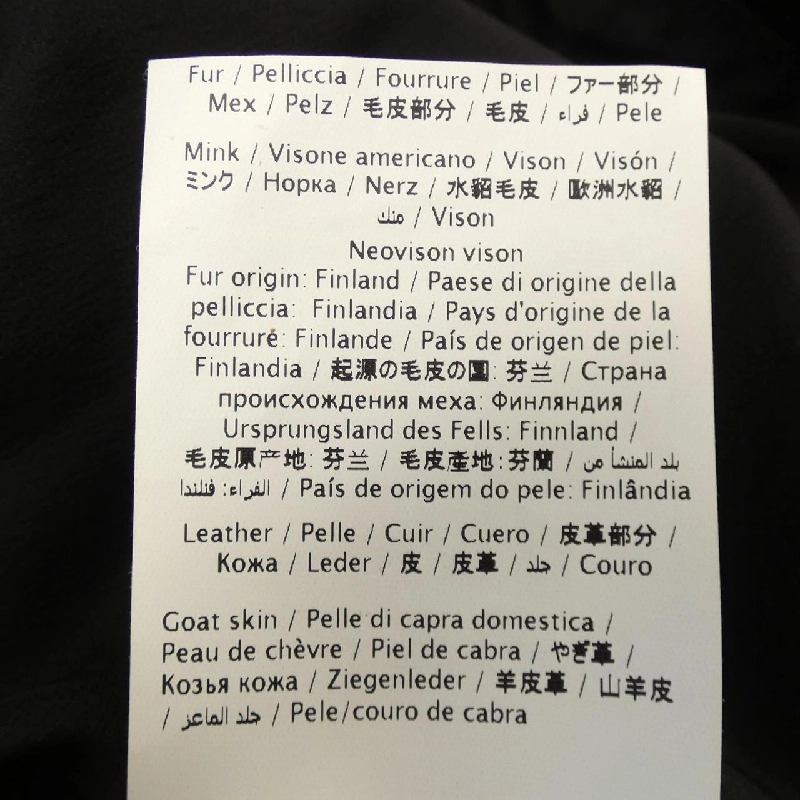 Fur / Pelliccia / Fourrure / Piel / ファー部分 /
Мех / Pelz / 毛皮部分 / 毛皮 / فراء / Pele
Mink / Visone americano / Vison / Visón /
ミンク / Норка / Nerz / 水貂毛皮 / 歐洲水貂 /
منك / Vison
Neovison vison
Fur origin: Finland / Paese di origine della
pelliccia: Finlandia / Pays d'origine de la
fourrure: Finlande / País de origen de piel:
Finlandia / 起源の毛皮の国: 芬兰 / Страна
происхождения меха: Финляндия /
Ursprungsland des Fells: Finnland /
毛皮原产地: 芬兰 / 毛皮產地:芬蘭 / بلد المنشأ من
الفراء: فنلندا / País de origem do pele: Finlândia
Leather / Pelle / Cuir / Cuero / 皮革部分 /
Кожа / Leder / 皮 / 皮革 / جلد / Couro
Goat skin / Pelle di capra domestica /
Peau de chèvre / Piel de cabra / やぎ革 /
Козья кожа / Ziegenleder / 羊皮革 / 山羊皮
/ جلد الماعز / Pele/couro de cabra